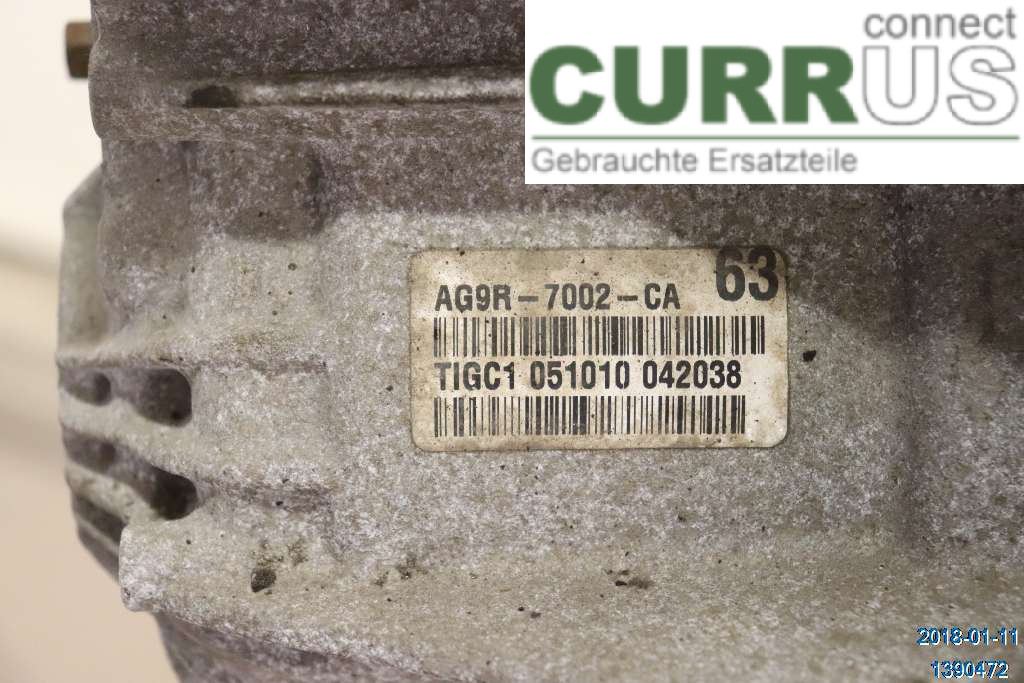 connect
CURRUS
Gebrauchte Ersatzteile
63
AG9R-7002-CA
TIGC1 051010 042038
2018-01-11
1390472